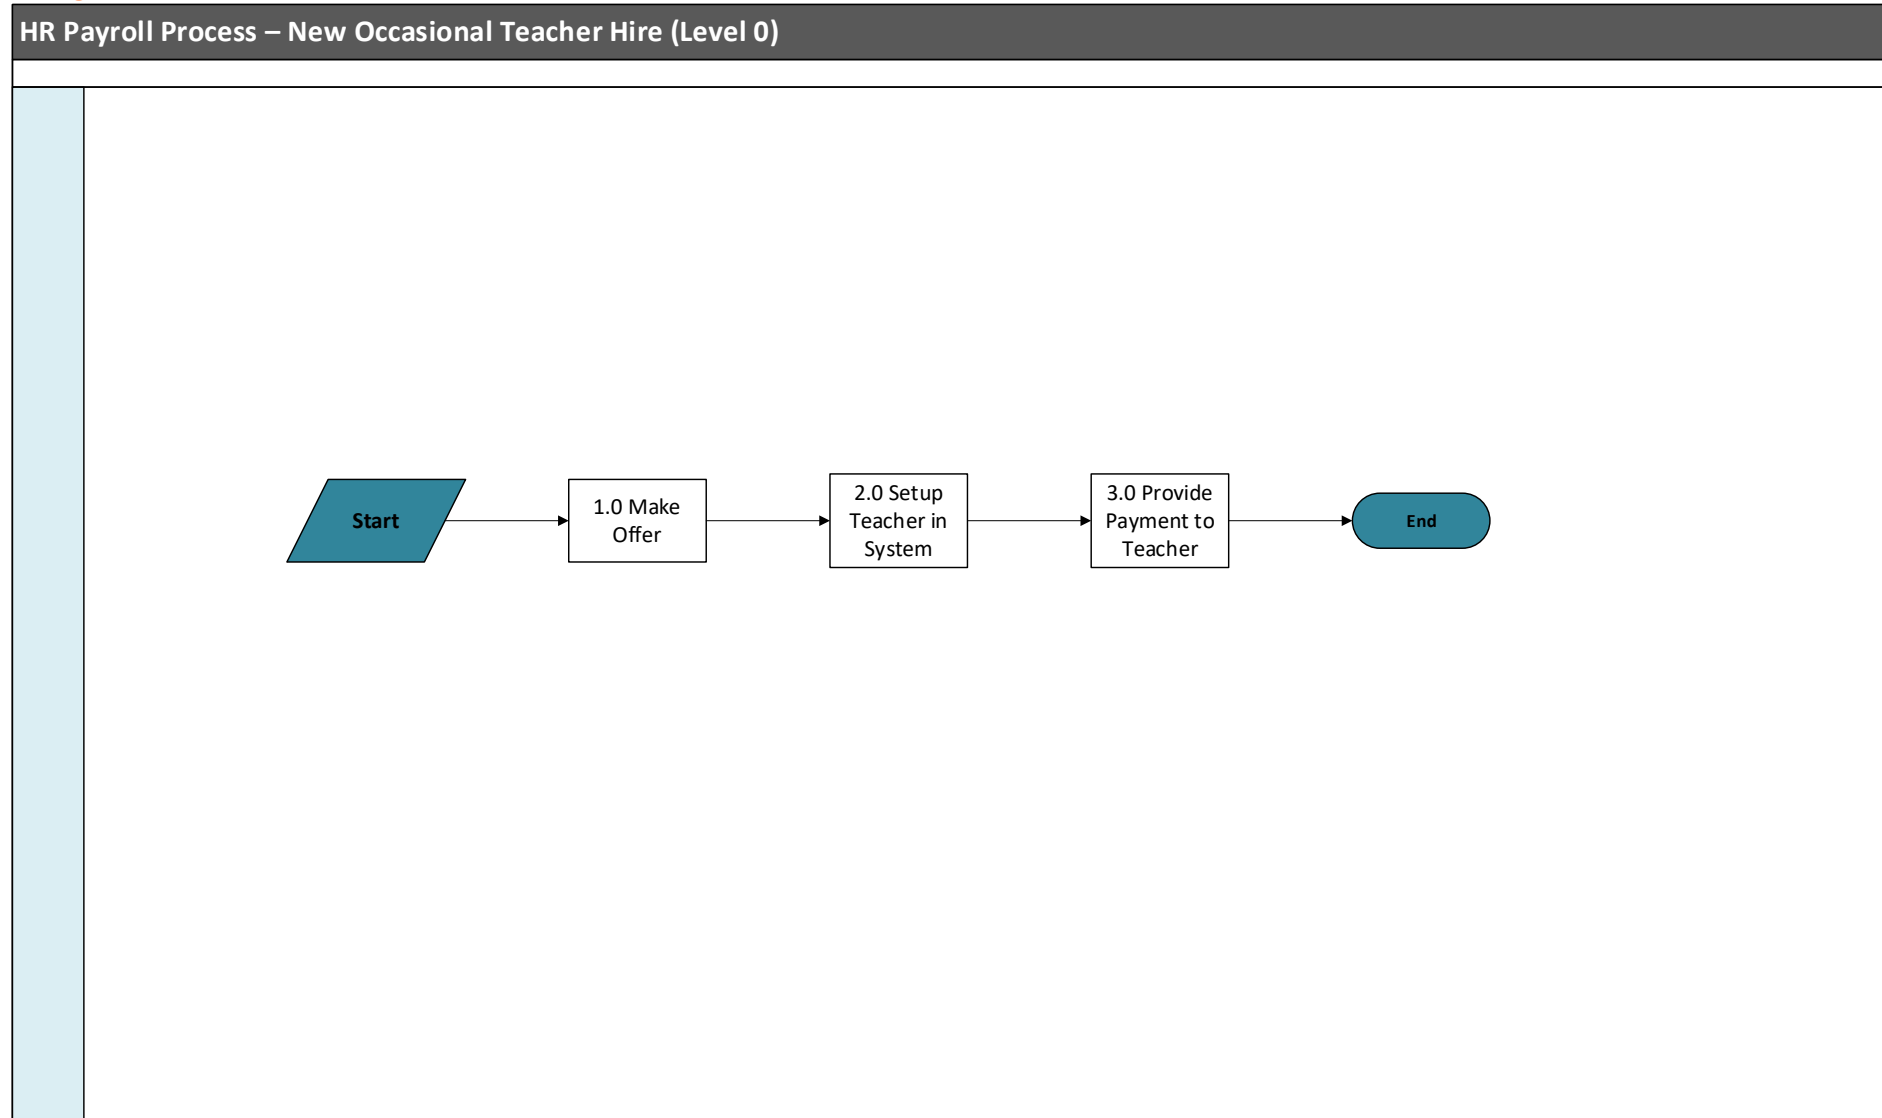 HR Payroll Process – New Occasional Teacher Hire (Level 0)
Start
1.0 Make
Offer
2.0 Setup
Teacher in
System
3.0 Provide
Payment to
Teacher
End